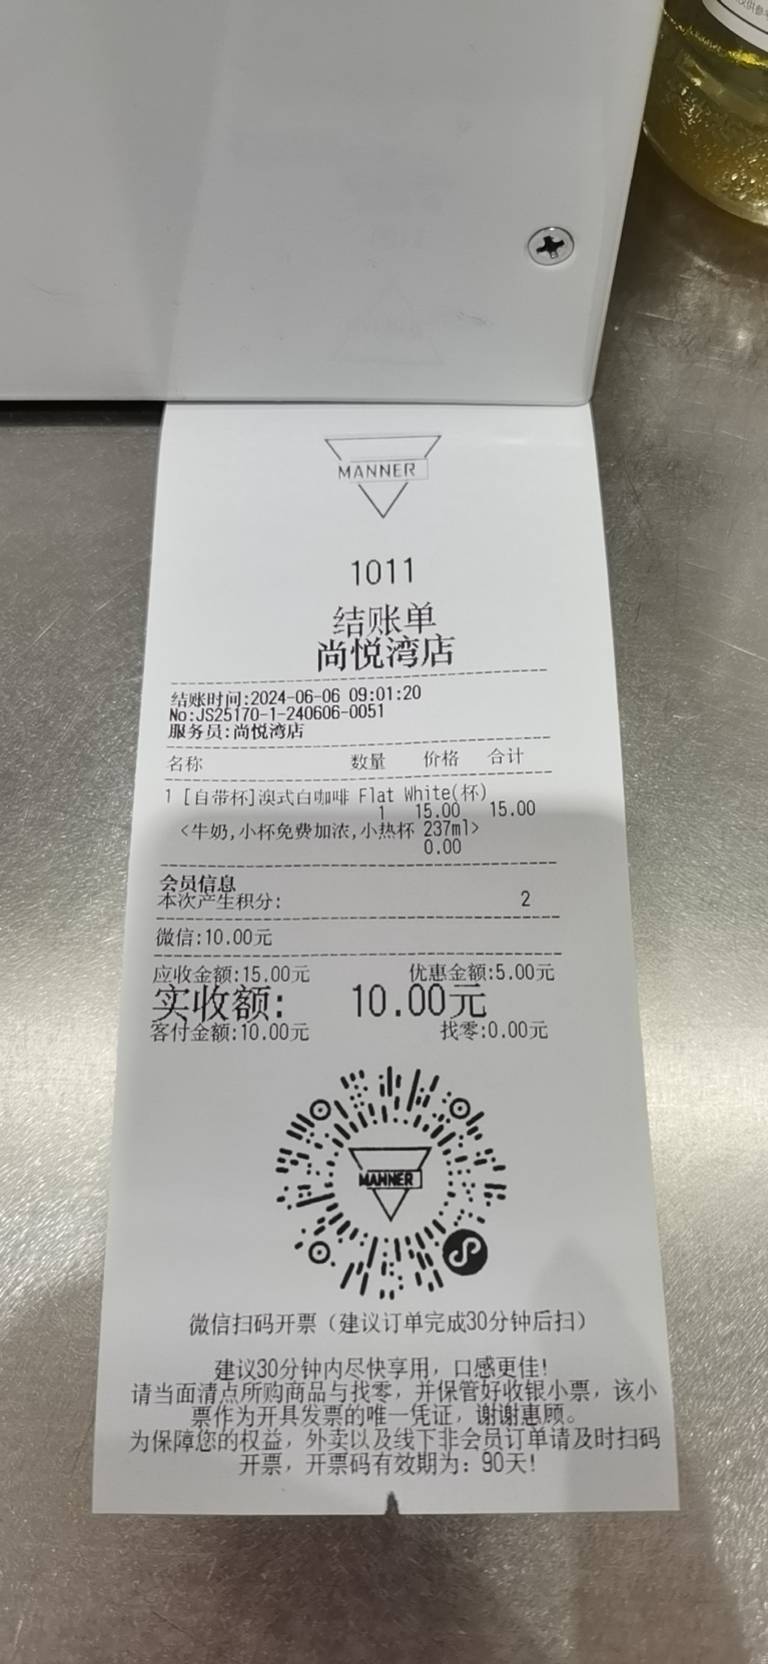 MANNER
1011
结账单
尚悦湾店
结账时间:2024-06-06 09:01:20
No:JS25170-1-240606-0051
服务员:尚悦湾店
名称 数量 价格 合计
1 [自带杯]澳式白咖啡 Flat White(杯)
1 15.00 15.00
<牛奶,小杯免费加浓,小热杯 237ml>
0.00
会员信息
本次产生积分: 2
微信:10.00元
应收金额:15.00元 优惠金额:5.00元
实收额: 10.00元
客付金额:10.00元 找零:0.00元
MANNER
微信扫码开票（建议订单完成30分钟后扫）
建议30分钟内尽快享用，口感更佳!
请当面清点所购商品与找零，并保管好收银小票，该小
票作为开具发票的唯一凭证，谢谢惠顾。
为保障您的权益，外卖以及线下非会员订单请及时扫码
开票，开票码有效期为：90天!